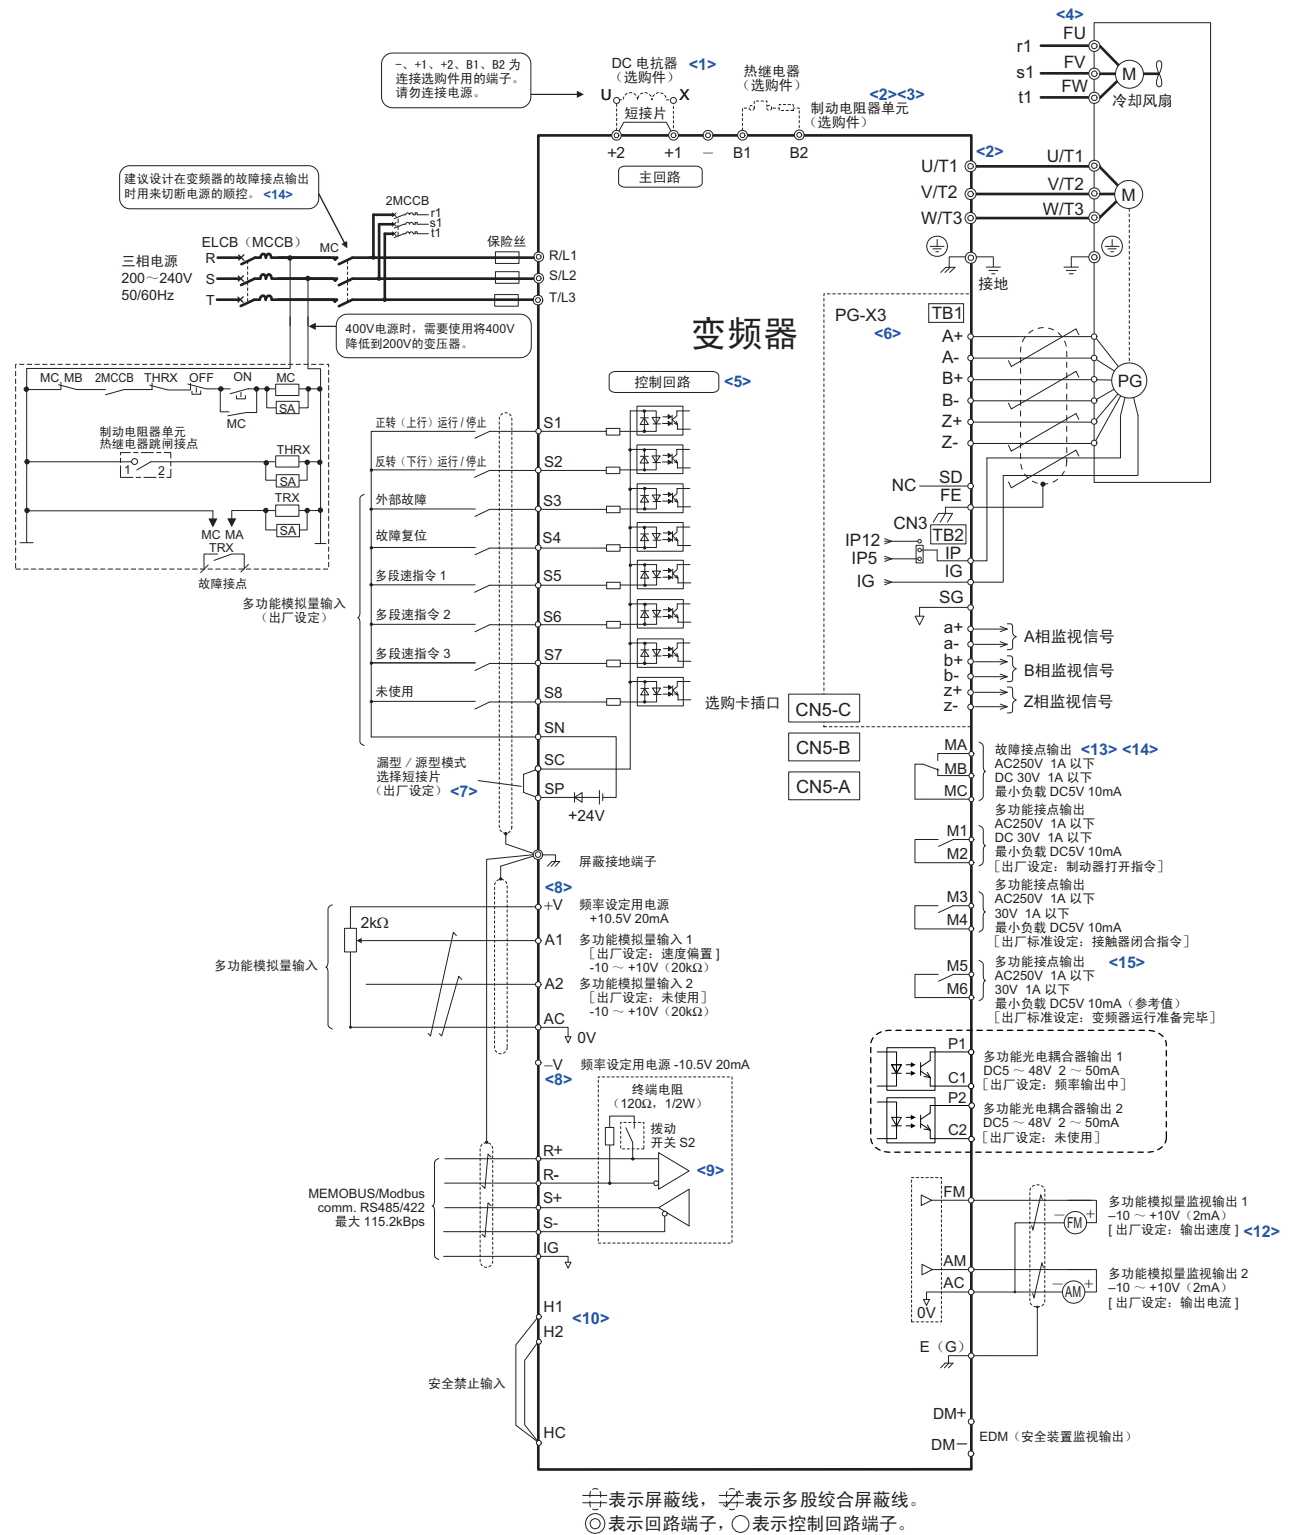 <4>
FU
r1
FV
s1
M
FW
t1
冷却风扇
–、+1、+2、B1、B2 为
连接选购件用的端子。
请勿连接电源。
DC 电抗器 <1>
（选购件）
U X
短接片
热继电器
（选购件）
<2><3>
制动电阻器单元
（选购件）
+2 +1 – B1 B2
主回路
U/T1 <2> U/T1
V/T2 V/T2 M
W/T3 W/T3
接地
建议设计在变频器的故障接点输出
时用来切断电源的顺控。 <14>
2MCCB
r1
s1
t1
ELCB（MCCB） MC 保险丝
三相电源
200～240V
50/60Hz
R R/L1
S S/L2
T T/L3
400V电源时，需要使用将400V
降低到200V的变压器。
变频器
PG-X3 TB1
<6>
A+
A-
B+
B-
Z+
Z-
PG
NC SD
FE
CN3 TB2
IP12
IP5 IP
IG IG
SG
a+
a- A相监视信号
b+
b- B相监视信号
z+
z- Z相监视信号
MC MB 2MCCB THRX OFF ON MC
SA
MC
制动电阻器单元
热继电器跳闸接点
1 2
THRX
SA
TRX
SA
MC MA
TRX
故障接点
控制回路 <5>
正转（上行）运行 / 停止 S1
反转（下行）运行 / 停止 S2
外部故障 S3
故障复位 S4
多段速指令 1 S5
多段速指令 2 S6
多段速指令 3 S7
未使用 S8
多功能模拟量输入
（出厂设定）
SN
SC
SP
+24V
漏型 / 源型模式
选择短接片
（出厂设定） <7>
选购卡插口
CN5-C
CN5-B
CN5-A
MA
MB
MC
故障接点输出 <13> <14>
AC250V 1A 以下
DC 30V 1A 以下
最小负载 DC5V 10mA
M1
M2
多功能接点输出
AC250V 1A 以下
DC 30V 1A 以下
最小负载 DC5V 10mA
［出厂设定：制动器打开指令］
M3
M4
多功能接点输出
AC250V 1A 以下
30V 1A 以下
最小负载 DC5V 10mA
［出厂标准设定：接触器闭合指令］
M5
M6
多功能接点输出 <15>
AC250V 1A 以下
30V 1A 以下
最小负载 DC5V 10mA（参考值）
［出厂标准设定：变频器运行准备完毕］
屏蔽接地端子
<8>
+V 频率设定用电源
+10.5V 20mA
2kΩ
多功能模拟量输入
A1 多功能模拟量输入 1
［出厂设定：速度偏置］
-10 ～ +10V（20kΩ）
A2 多功能模拟量输入 2
［出厂设定：未使用］
-10 ～ +10V（20kΩ）
AC
0V
–V 频率设定用电源 -10.5V 20mA
<8>
P1
C1
多功能光电耦合器输出 1
DC5 ～ 48V 2 ～ 50mA
［出厂设定：频率输出中］
P2
C2
多功能光电耦合器输出 2
DC5 ～ 48V 2 ～ 50mA
［出厂设定：未使用］
终端电阻
（120Ω，1/2W）
拨动
开关 S2
<9>
MEMOBUS/Modbus
comm. RS485/422
最大 115.2kBps
R+
R-
S+
S-
IG
FM
– FM +
多功能模拟量监视输出 1
–10 ～ +10V（2mA）
[ 出厂设定：输出速度 ] <12>
AM
AC
0V
– AM +
多功能模拟量监视输出 2
–10 ～ +10V（2mA）
[ 出厂设定：输出电流 ]
E（G）
H1
<10>
H2
安全禁止输入
HC
DM+
DM–
EDM（安全装置监视输出）
表示屏蔽线， 表示多股绞合屏蔽线。
表示回路端子， 表示控制回路端子。